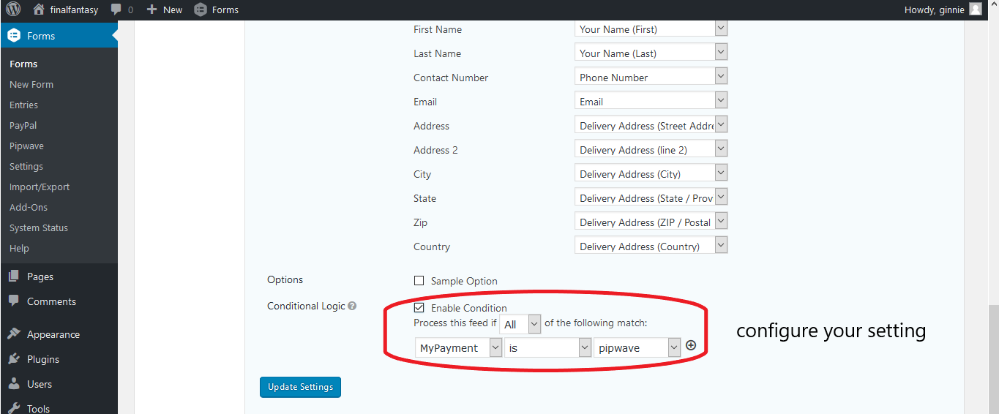 finalfantasy 0 New Forms Howdy, ginnie
Forms
Forms
New Form
Entries
PayPal
Pipwave
Settings
Import/Export
Add-Ons
System Status
Help
Pages
Comments
Appearance
Plugins
Users
Tools
First Name Your Name (First)
Last Name Your Name (Last)
Contact Number Phone Number
Email Email
Address Delivery Address (Street Addre
Address 2 Delivery Address (line 2)
City Delivery Address (City)
State Delivery Address (State / Prov
Zip Delivery Address (ZIP / Postal
Country Delivery Address (Country)
Options Sample Option
Conditional Logic ? Enable Condition
Process this feed if All of the following match:
MyPayment is pipwave
configure your setting
Update Settings